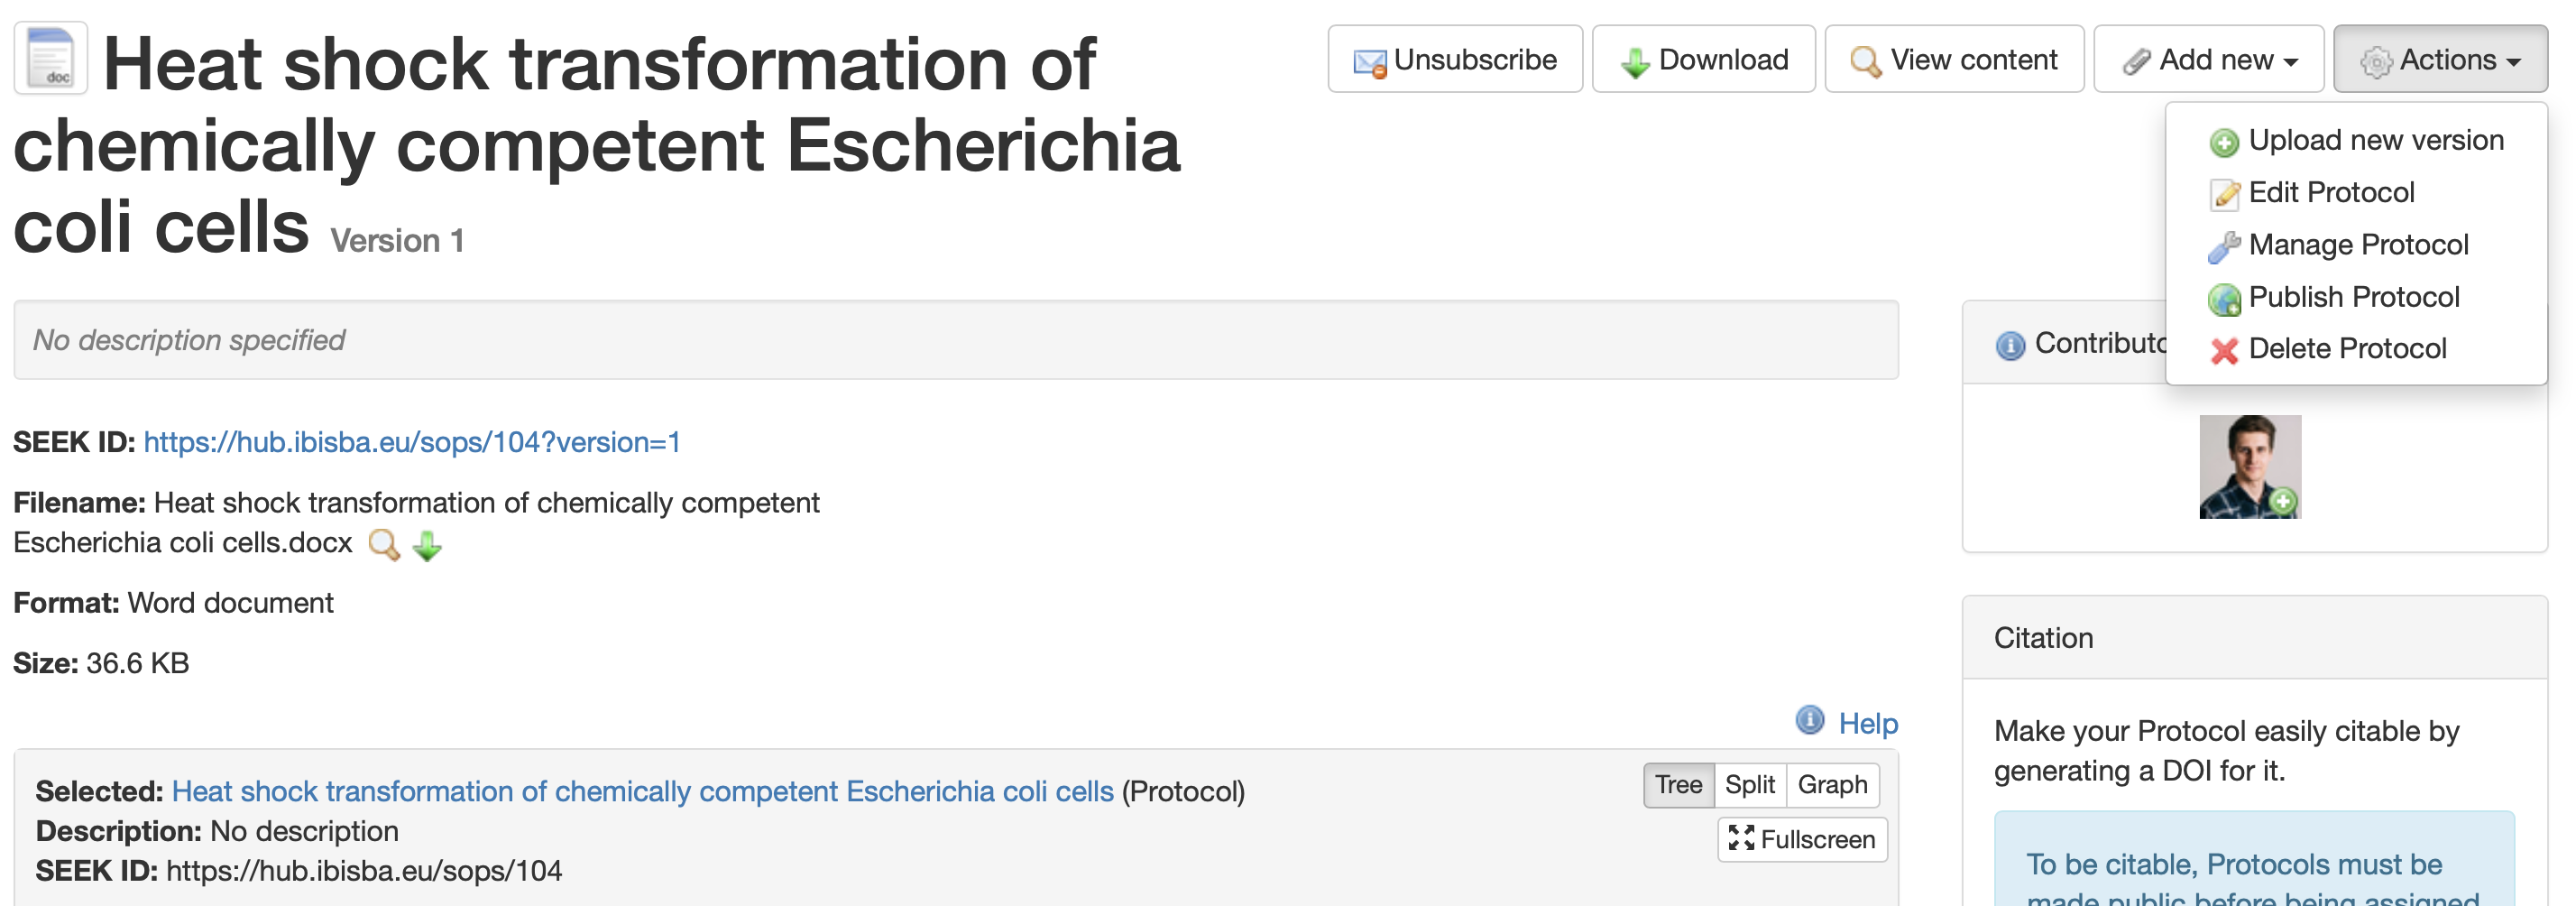 doc
Heat shock transformation of
chemically competent Escherichia
coli cells Version 1
Unsubscribe
Download
View content
Add new
Actions
Upload new version
Edit Protocol
Manage Protocol
Publish Protocol
Delete Protocol
No description specified
SEEK ID: https://hub.ibisba.eu/sops/104?version=1
Filename: Heat shock transformation of chemically competent
Escherichia coli cells.docx
Format: Word document
Size: 36.6 KB
Help
Selected: Heat shock transformation of chemically competent Escherichia coli cells (Protocol)
Description: No description
SEEK ID: https://hub.ibisba.eu/sops/104
Tree
Split
Graph
Fullscreen
Contributo
Citation
Make your Protocol easily citable by
generating a DOI for it.
To be citable, Protocols must be
made public before being assigned